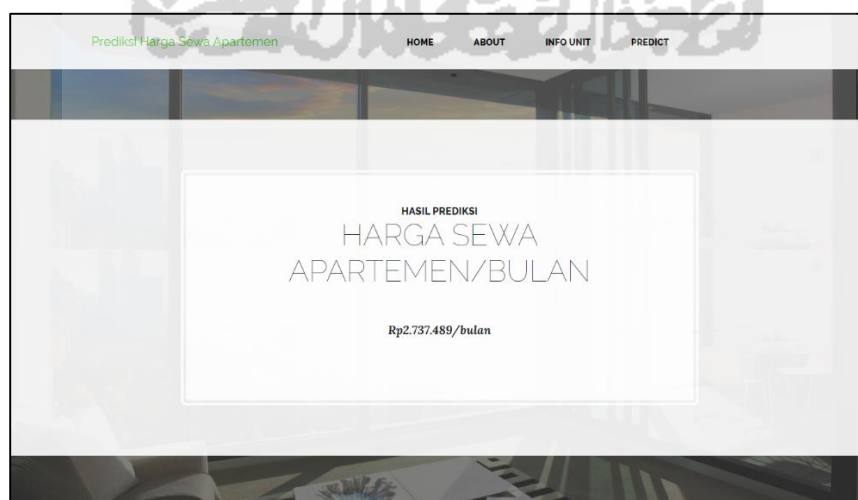 Prediksi Harga Sewa Apartemen
HOME ABOUT INFO UNIT PREDICT
HASIL PREDIKSI
HARGA SEWA
APARTEMEN/BULAN
Rp2.737.489/bulan